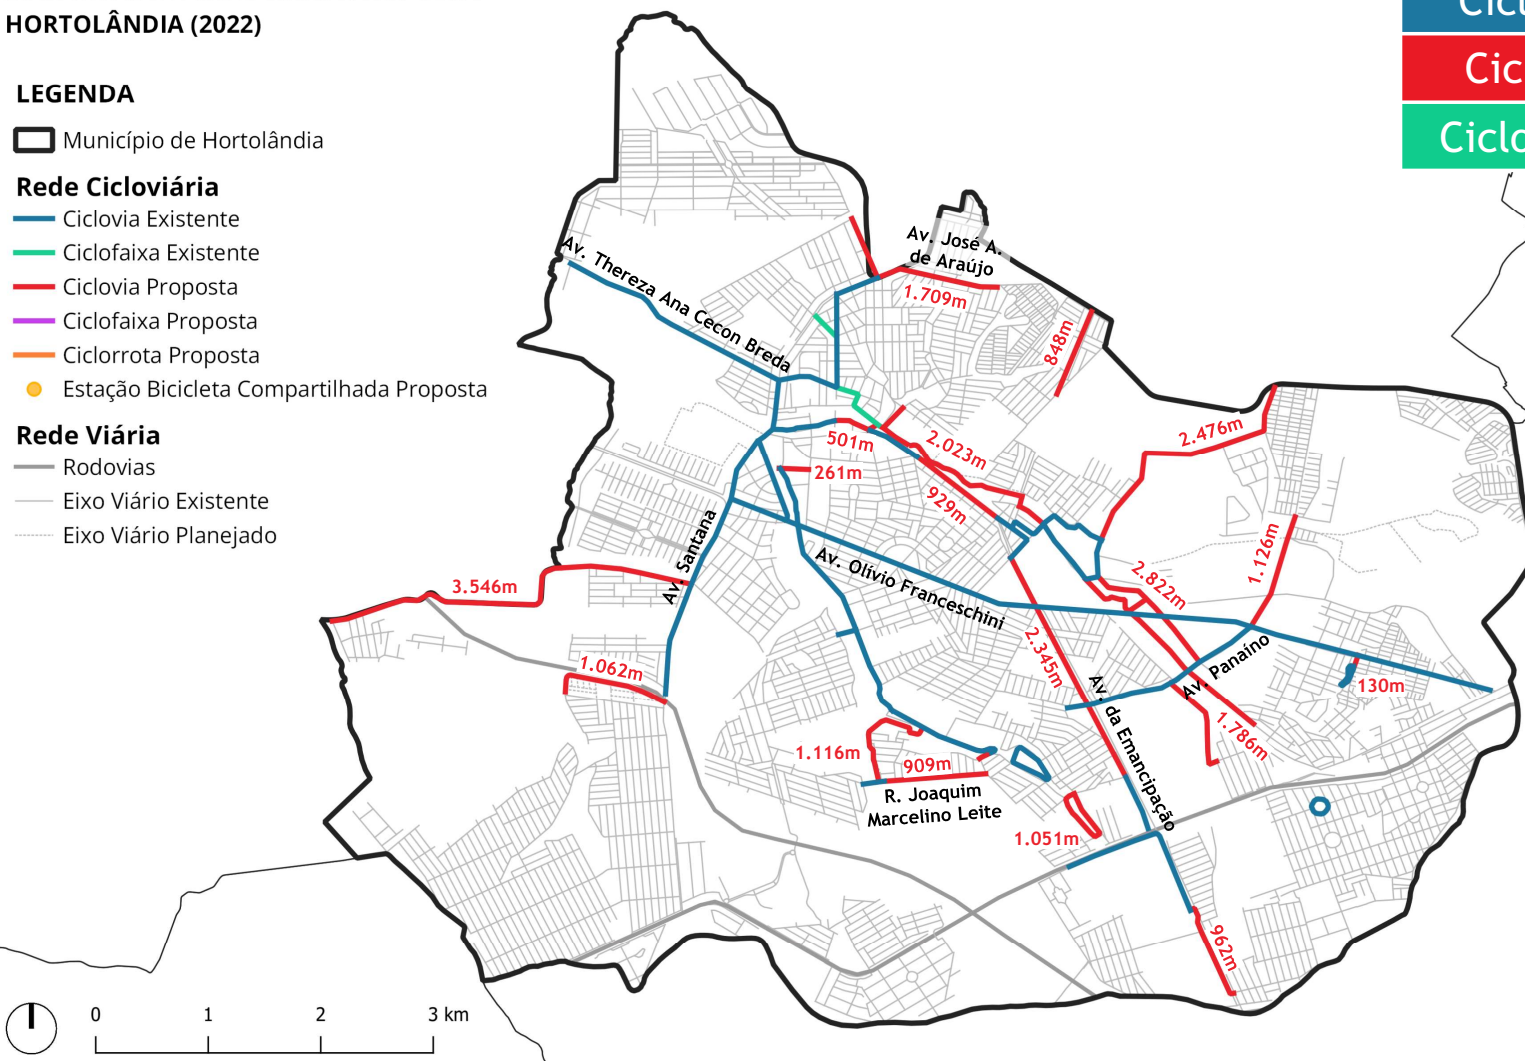 HORTOLÂNDIA (2022)
LEGENDA
Município de Hortolândia
Rede Cicloviária
Ciclovia Existente
Ciclofaixa Existente
Ciclovia Proposta
Ciclofaixa Proposta
Ciclorrota Proposta
Estação Bicicleta Compartilhada Proposta
Rede Viária
Rodovias
Eixo Viário Existente
Eixo Viário Planejado
0 1 2 3 km
Cic
Ciclo
Av. Thereza Ana Cecon Breda
Av. José A.
de Araújo
1.709m
848m
2.476m
501m
2.023m
261m
929m
1.126m
Av. Santana
Av. Olívio Franceschini
3.546m
2.822m
1.062m
2.345m
Av. Panaíno
130m
Av. da Emancipação
1.786m
1.116m
909m
R. Joaquim
Marcelino Leite
1.051m
962m